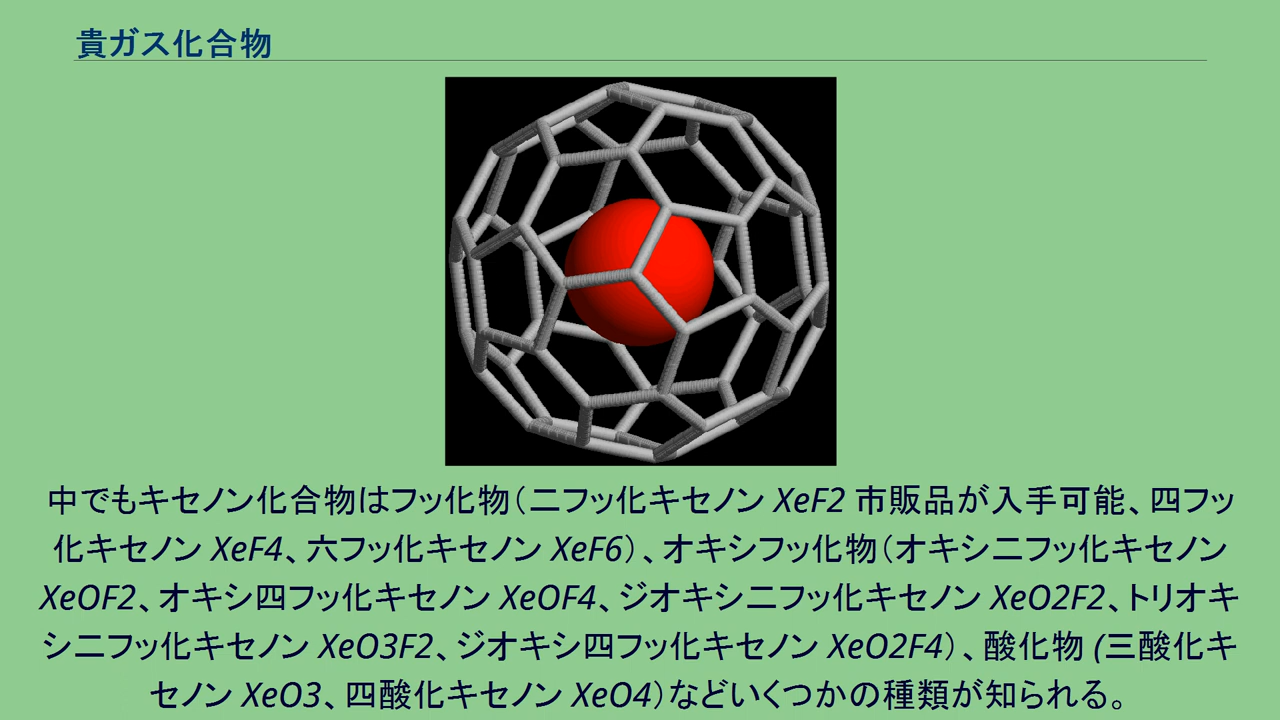 貴ガス化合物
中でもキセノン化合物はフッ化物(二フッ化キセノン XeF2 市販品が入手可能、四フッ
化キセノン XeF4、六フッ化キセノン XeF6)、オキシフッ化物(オキシ二フッ化キセノン
XeOF2、オキシ四フッ化キセノン XeOF4、ジオキシ二フッ化キセノン XeO2F2、トリオキ
シ二フッ化キセノン XeO3F2、ジオキシ四フッ化キセノン XeO2F4)、酸化物 (三酸化キ
セノン XeO3、四酸化キセノン XeO4)などいくつかの種類が知られる。